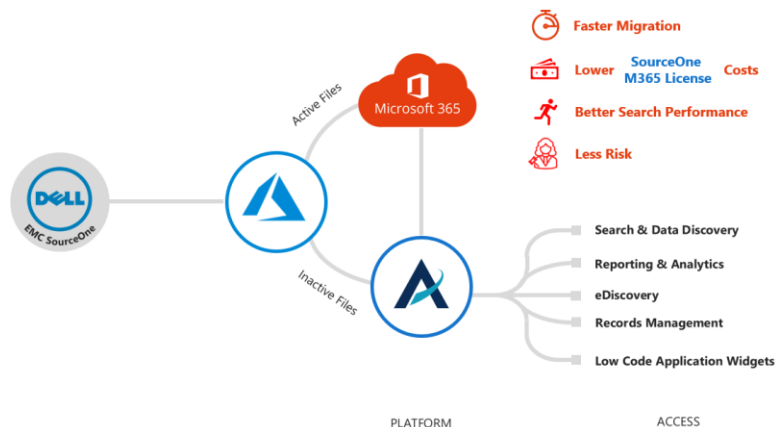 Faster Migration
Lower SourceOne M365 License Costs
Better Search Performance
Less Risk
Active Files
Microsoft 365
DELL
EMC SourceOne
Inactive Files
Search & Data Discovery
Reporting & Analytics
eDiscovery
Records Management
Low Code Application Widgets
PLATFORM
ACCESS